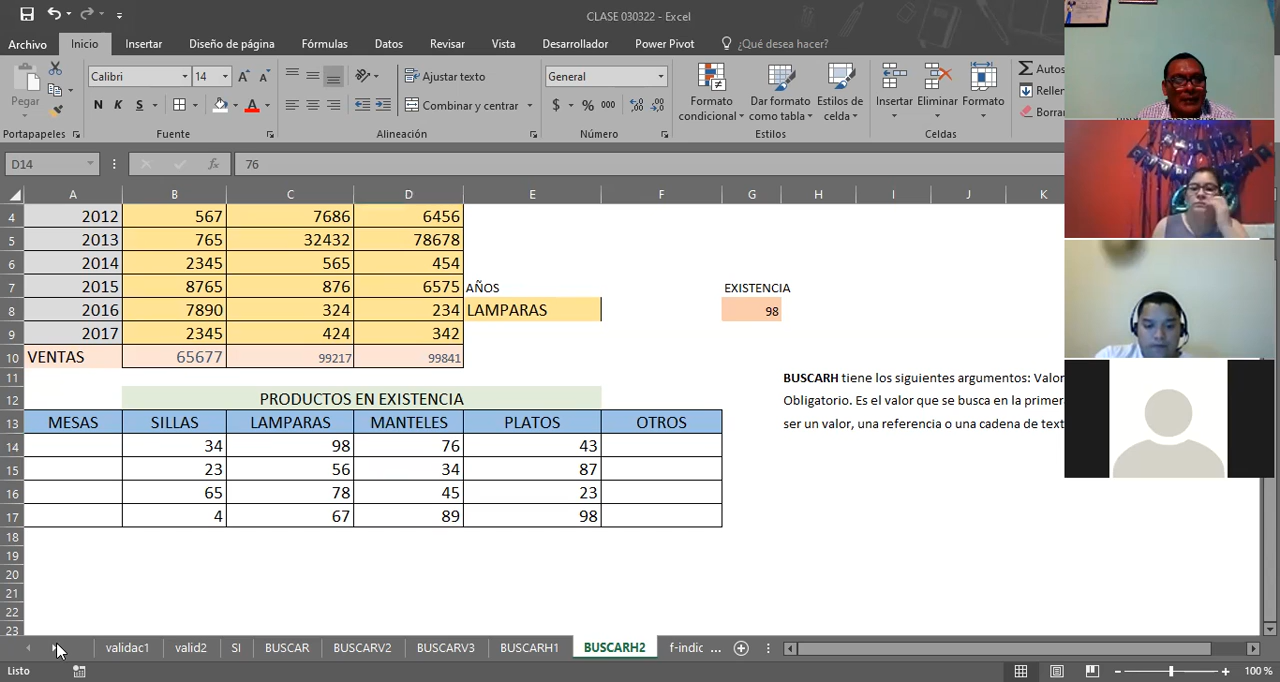 CLASE 030322 - Excel
Archivo Inicio Insertar Diseño de página Fórmulas Datos Revisar Vista Desarrollador Power Pivot ¿Qué desea hacer?
Pegar
Calibri 14
N K S
Ajustar texto
Combinar y centrar
General
$ % 000
Formato condicional
Dar formato como tabla
Estilos de celda
Insertar Eliminar Formato
Autos
Rellen
Borra
Portapapeles Fuente Alineación Número Estilos Celdas
D14 fx 76
A B C D E F G H I J K
4 2012 567 7686 6456
5 2013 765 32432 78678
6 2014 2345 565 454
7 2015 8765 876 6575 AÑOS EXISTENCIA
8 2016 7890 324 234 LAMPARAS 98
9 2017 2345 424 342
10 VENTAS 65677 99217 99841
11 BUSCARH tiene los siguientes argumentos: Valor
12 PRODUCTOS EN EXISTENCIA Obligatorio. Es el valor que se busca en la primer
13 MESAS SILLAS LAMPARAS MANTELES PLATOS OTROS ser un valor, una referencia o una cadena de text
14 34 98 76 43
15 23 56 34 87
16 65 78 45 23
17 4 67 89 98
18
19
20
21
22
23
validac1 valid2 SI BUSCAR BUSCARV2 BUSCARV3 BUSCARH1 BUSCARH2 f-indic ...
Listo 100 %